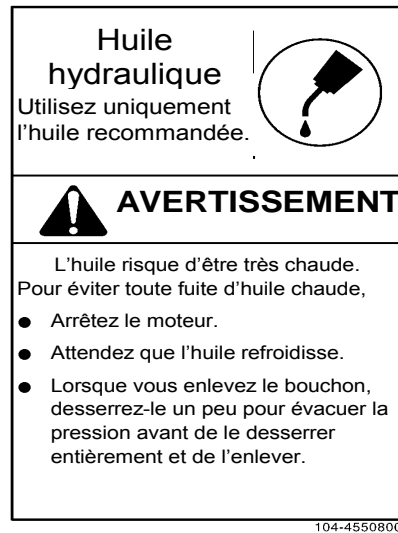 Huile
hydraulique
Utilisez uniquement
l'huile recommandée.
AVERTISSEMENT
L'huile risque d'être très chaude.
Pour éviter toute fuite d'huile chaude,
● Arrêtez le moteur.
● Attendez que l'huile refroidisse.
● Lorsque vous enlevez le bouchon,
desserrez-le un peu pour évacuer la
pression avant de le desserrer
entièrement et de l'enlever.
104-4550800